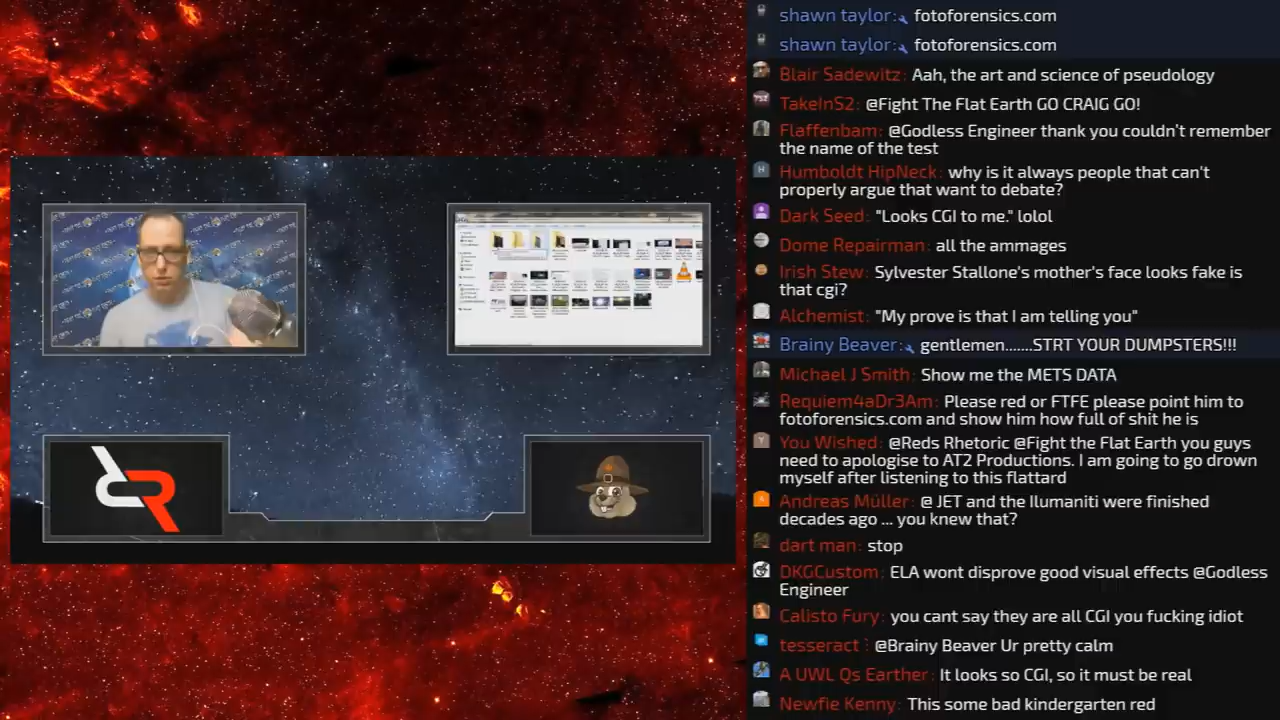 shawn taylor: fotoforensics.com
shawn taylor: fotoforensics.com
Blair Sadewitz: Aah, the art and science of pseudology
TakeInS2: @Fight The Flat Earth GO CRAIG GO!
Flaffenbam: @Godless Engineer thank you couldn't remember
the name of the test
Humboldt HipNeck: why is it always people that can't
properly argue that want to debate?
Dark Seed: "Looks CGI to me." lolol
Dome Repairman: all the ammages
Irish Stew: Sylvester Stallone's mother's face looks fake is
that cgi?
Alchemist: "My prove is that I am telling you"
Brainy Beaver: gentlemen.......STRT YOUR DUMPSTERS!!!
Michael J Smith: Show me the METS DATA
Requiem4aDr3Am: Please red or FTFE please point him to
fotoforensics.com and show him how full of shit he is
You Wished: @Reds Rhetoric @Fight the Flat Earth you guys
need to apologise to AT2 Productions. I am going to go drown
myself after listening to this flattard
Andreas Müller: @ JET and the Ilumaniti were finished
decades ago ... you knew that?
dart man: stop
DKGCustom: ELA wont disprove good visual effects @Godless
Engineer
Calisto Fury: you cant say they are all CGI you fucking idiot
tesseract : @Brainy Beaver Ur pretty calm
A UWL Qs Earther: It looks so CGI, so it must be real
Newfie Kenny: This some bad kindergarten red